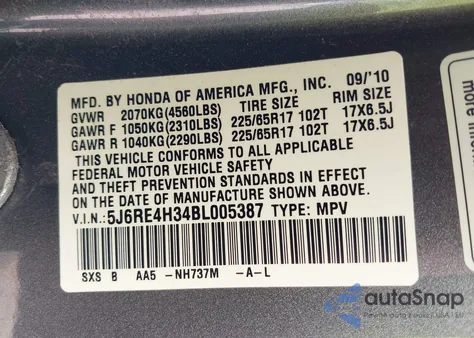 MFD. BY HONDA OF AMERICA MFG., INC. 09/'10
GVWR 2070KG(4560LBS) TIRE SIZE RIM SIZE
GAWR F 1050KG(2310LBS) 225/65R17 102T 17X6.5J
GAWR R 1040KG(2290LBS) 225/65R17 102T 17X6.5J
THIS VEHICLE CONFORMS TO ALL APPLICABLE
FEDERAL MOTOR VEHICLE SAFETY
AND THEFT PREVENTION STANDARDS IN EFFECT
ON THE DATE OF MANUFACTURE SHOWN ABOVE.
V.I.N.: 5J6RE4H34BL005387 TYPE: MPV
SXS B AA5 -NH737M -A-L
more infor
autoSnap